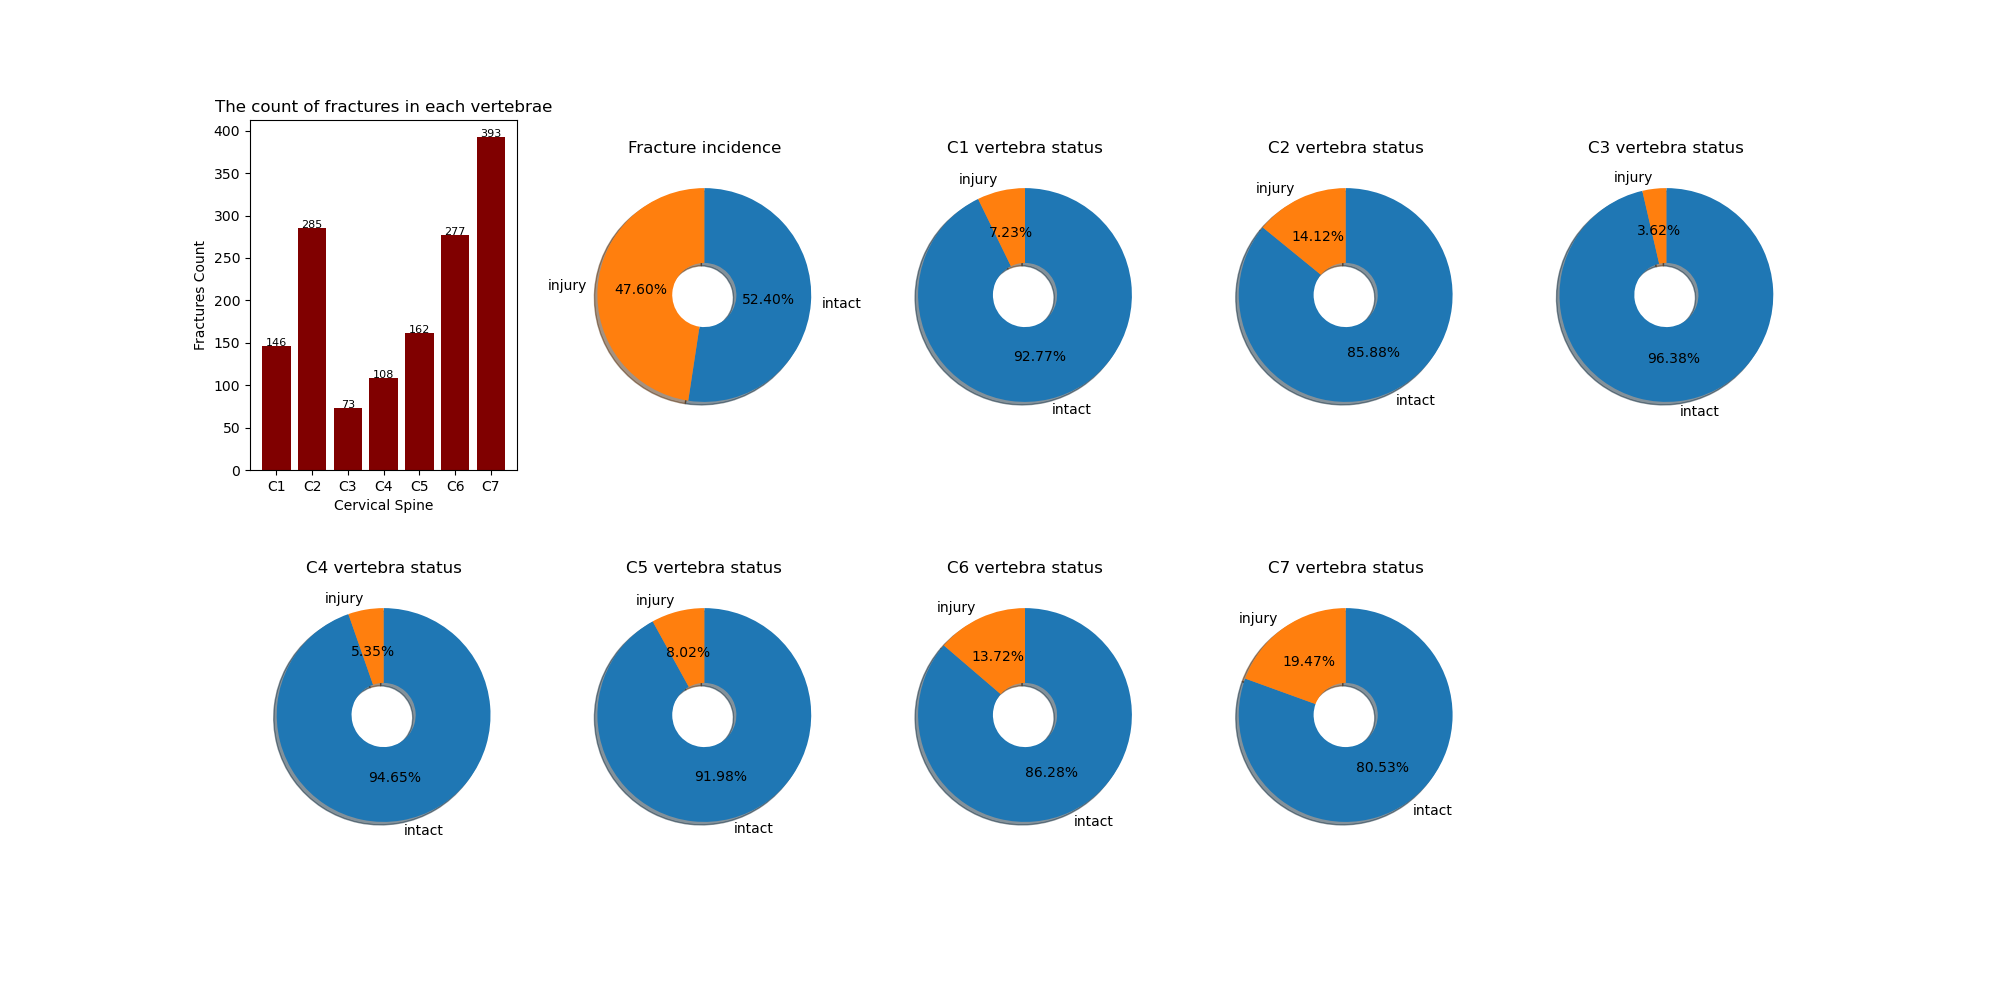 The count of fractures in each vertebrae
400
350
300
250
200
150
100
50
0
Fractures Count
146
285
73
108
162
277
393
C1 C2 C3 C4 C5 C6 C7
Cervical Spine
Fracture incidence
injury
47.60%
52.40%
intact
C1 vertebra status
injury
7.23%
92.77%
intact
C2 vertebra status
injury
14.12%
85.88%
intact
C3 vertebra status
injury
3.62%
96.38%
intact
C4 vertebra status
injury
5.35%
94.65%
intact
C5 vertebra status
injury
8.02%
91.98%
intact
C6 vertebra status
injury
13.72%
86.28%
intact
C7 vertebra status
injury
19.47%
80.53%
intact